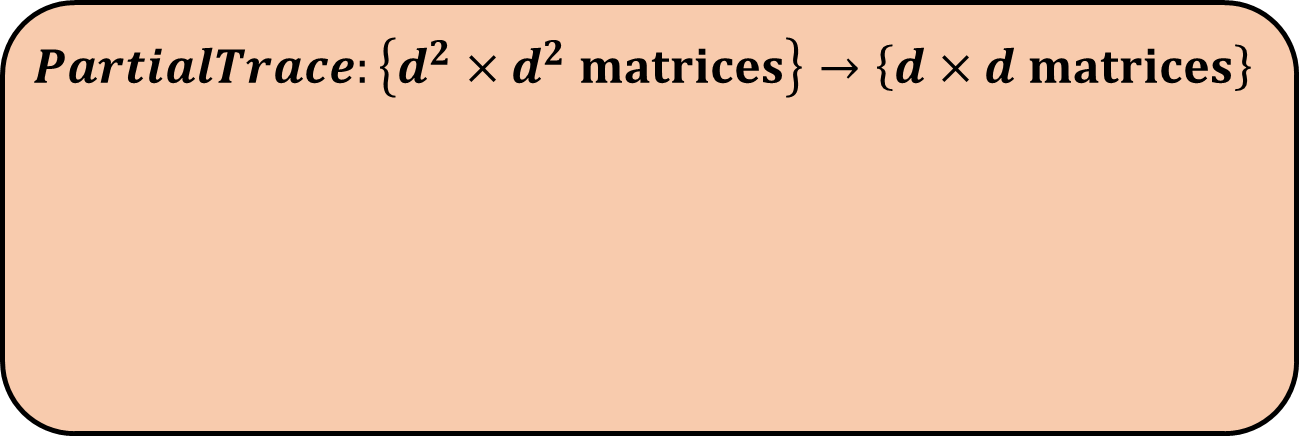 PartialTrace: {d² × d² matrices} → {d × d matrices}